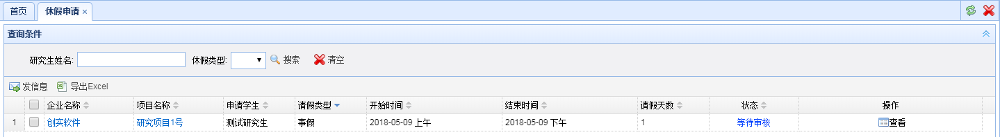 首页 休假申请
查询条件
研究生姓名: 休假类型: 搜索 清空
发信息 导出Excel
企业名称 项目名称 申请学生 请假类型 开始时间 结束时间 请假天数 状态 操作
1 创实软件 研究项目1号 测试研究生 事假 2018-05-09 上午 2018-05-09 下午 1 等待审核 查看